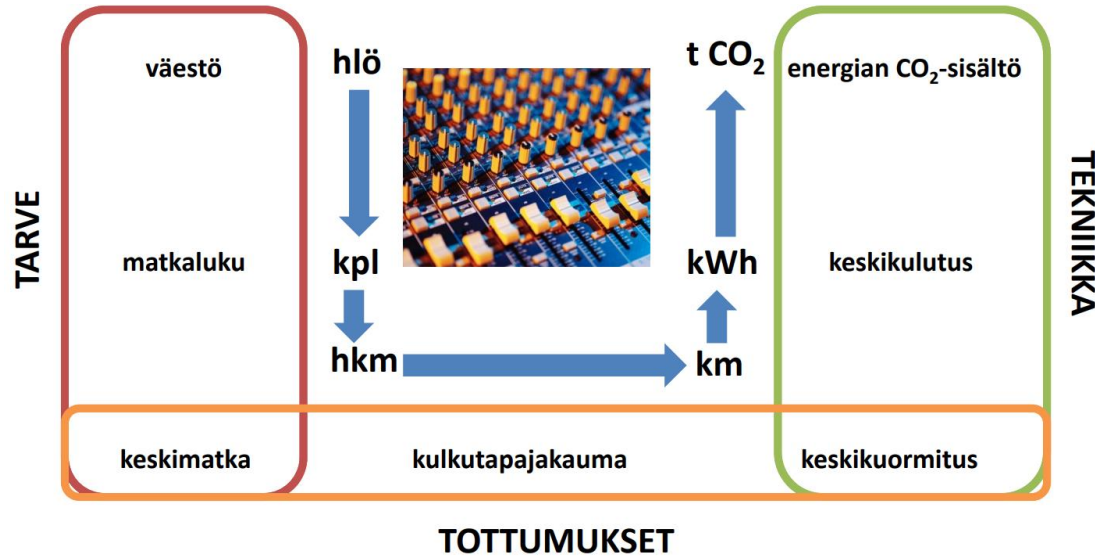 väestö
hlö
t CO₂
energian CO₂-sisältö
TARVE
matkaluku
kpl
kWh
keskikulutus
TEKNIIKKA
hkm
km
keskimatka
kulkutapajakauma
keskikuormitus
TOTTUMUKSET